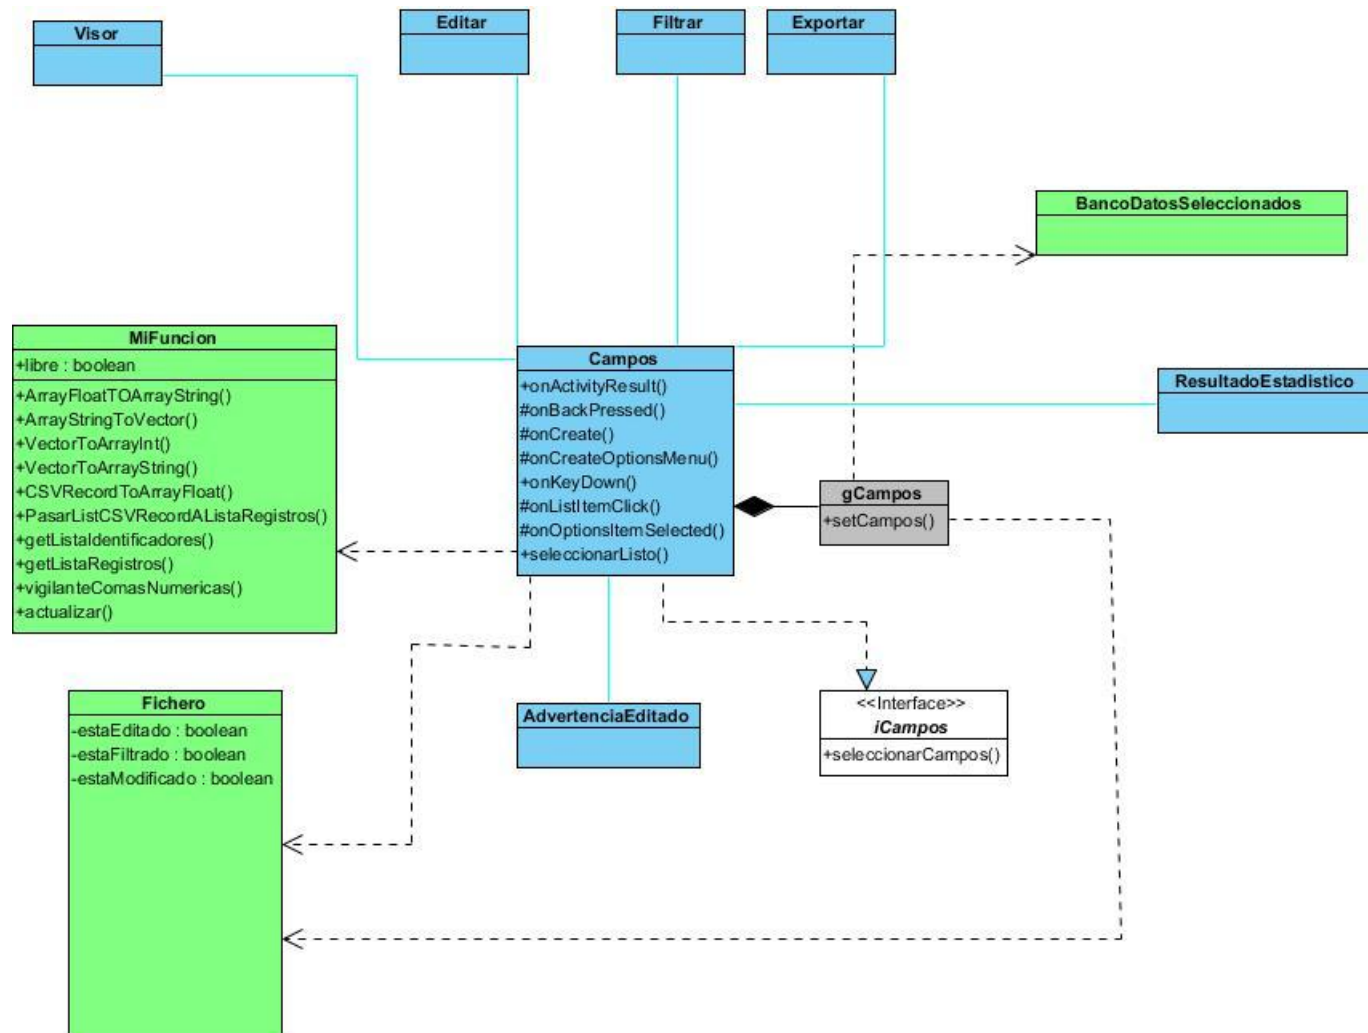 Visor
Editar
Filtrar
Exportar
BancoDatosSeleccionados
MiFuncion
+libre : boolean
+ArrayFloatTOArrayString()
+ArrayStringToVector()
+VectorToArrayInt()
+VectorToArrayString()
+CSVRecordToArrayFloat()
+PasarListCSVRecordAListaRegistros()
+getListaIdentificadores()
+getListaRegistros()
+vigilanteComasNumericas()
+actualizar()
Campos
+onActivityResult()
#onBackPressed()
#onCreate()
#onCreateOptionsMenu()
+onKeyDown()
#onListItemClick()
#onOptionsItemSelected()
+seleccionarListo()
ResultadoEstadistico
gCampos
+setCampos()
Fichero
-estaEditado : boolean
-estaFiltrado : boolean
-estaModificado : boolean
AdvertenciaEditado
<<Interface>>
iCampos
+seleccionarCampos()